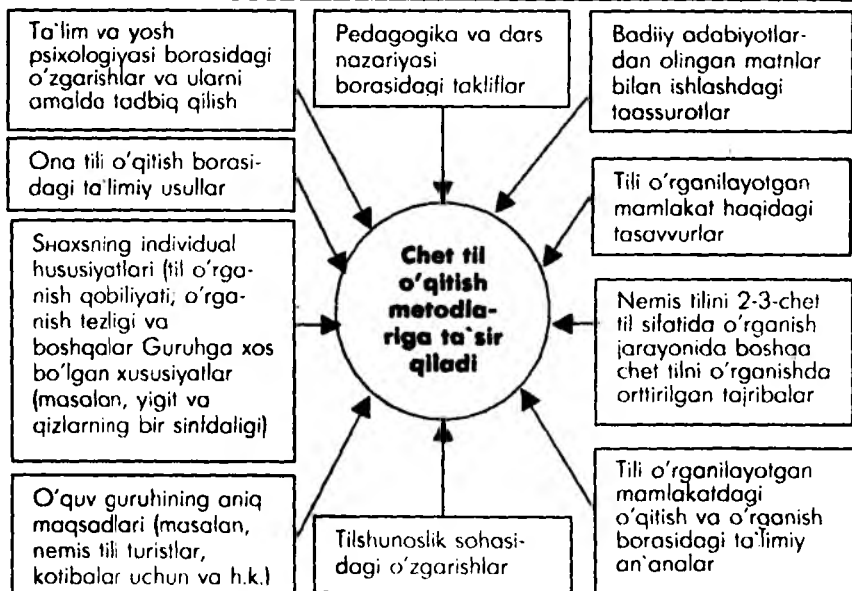 Ta`lim va yosh
psixologiyasi borasidagi
o'zgarishlar va ularni
amalda tadbiq qilish
Pedagogika va dars
nazariyasi
borasidagi takliflar
Badiiy adabiyotlar-
dan olingan matnlar
bilan ishlashdagi
taassurotlar
Ona tili o'qitish borasi-
dagi ta`limiy usullar
Tili o'rganilayotgan
mamlakat haqidagi
tasavvurlar
SHaxsning individual
hususiyatlari (til o'rga-
nish qobiliyati; o'rga-
nish tezligi va
boshqalar Guruhga xos
bo'lgan xususiyatlar
(masalan, yigit va
qizlarning bir sinfdaligi)
Chet til
o'qitish
metodla-
riga ta`sir
qiladi
Nemis tilini 2-3-chet
til sifatida o'rganish
jarayonida boshqa
chet tilni o'rganishda
orttirilgan tajribalar
O'quv guruhining aniq
maqsadlari (masalan,
nemis tili turistlar,
kotibalar uchun va h.k.)
Tilshunoslik sohasi-
dagi o'zgarishlar
Tili o'rganilayotgan
mamlakatdagi
o'qitish va o'rganish
borasidagi ta`limiy
an`analar